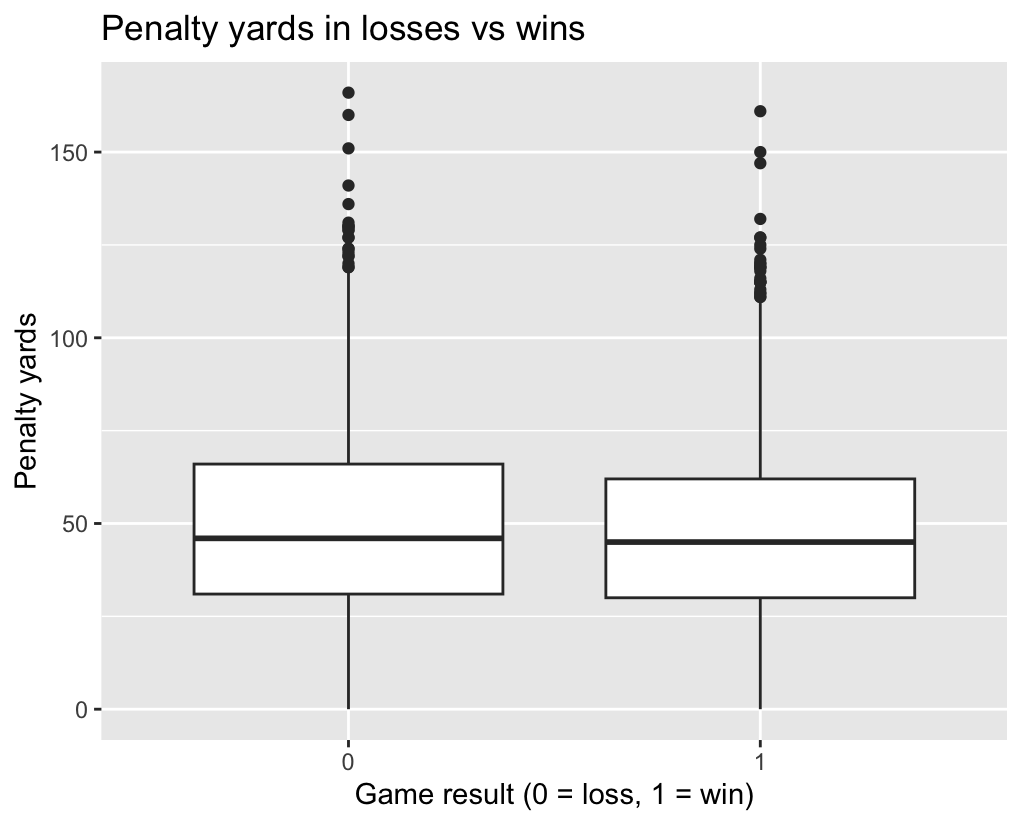 Penalty yards in losses vs wins
150
100
50
0
Penalty yards
0 1
Game result (0 = loss, 1 = win)